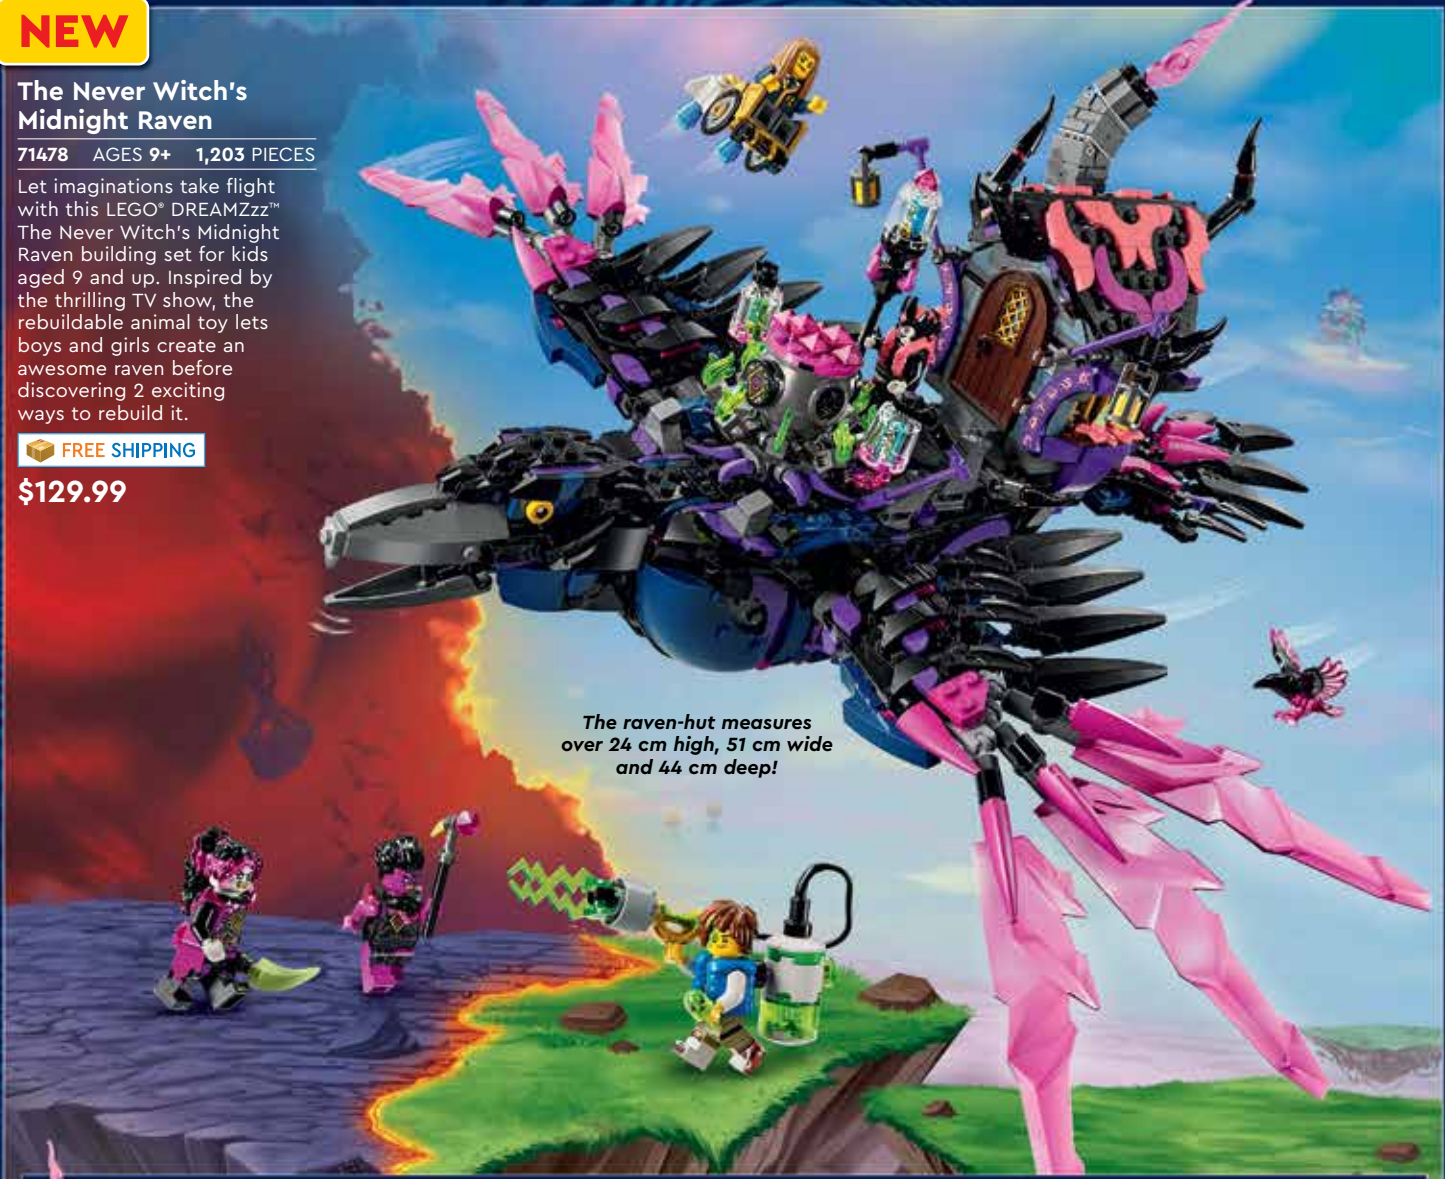 NEW
The Never Witch's
Midnight Raven
71478 AGES 9+ 1,203 PIECES
Let imaginations take flight
with this LEGO® DREAMZzz™
The Never Witch's Midnight
Raven building set for kids
aged 9 and up. Inspired by
the thrilling TV show, the
rebuildable animal toy lets
boys and girls create an
awesome raven before
discovering 2 exciting
ways to rebuild it.
FREE SHIPPING
$129.99
The raven-hut measures
over 24 cm high, 51 cm wide
and 44 cm deep!